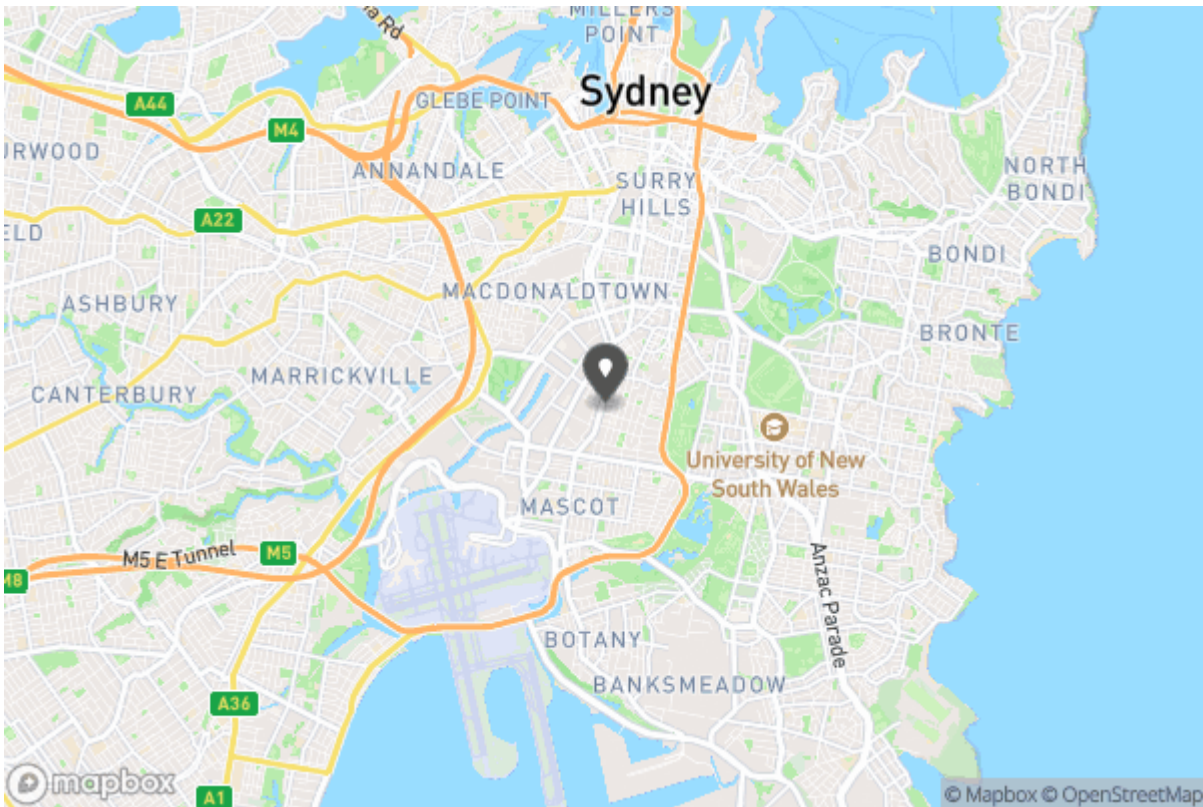 MILLERS
POINT
Rd
Sydney
A44
GLEBE POINT
M4
URWOOD
ANNANDALE
NORTH
BONDI
SURRY
HILLS
A22
ELD
BONDI
MACDONALDTOWN
ASHBURY
BRONTE
MARRICKVILLE
CANTERBURY
University of New
South Wales
MASCOT
M5 E Tunnel
M5
M8
Anzac Parade
BOTANY
BANKSMEADOW
A36
mapbox
A1
© Mapbox © OpenStreetMap